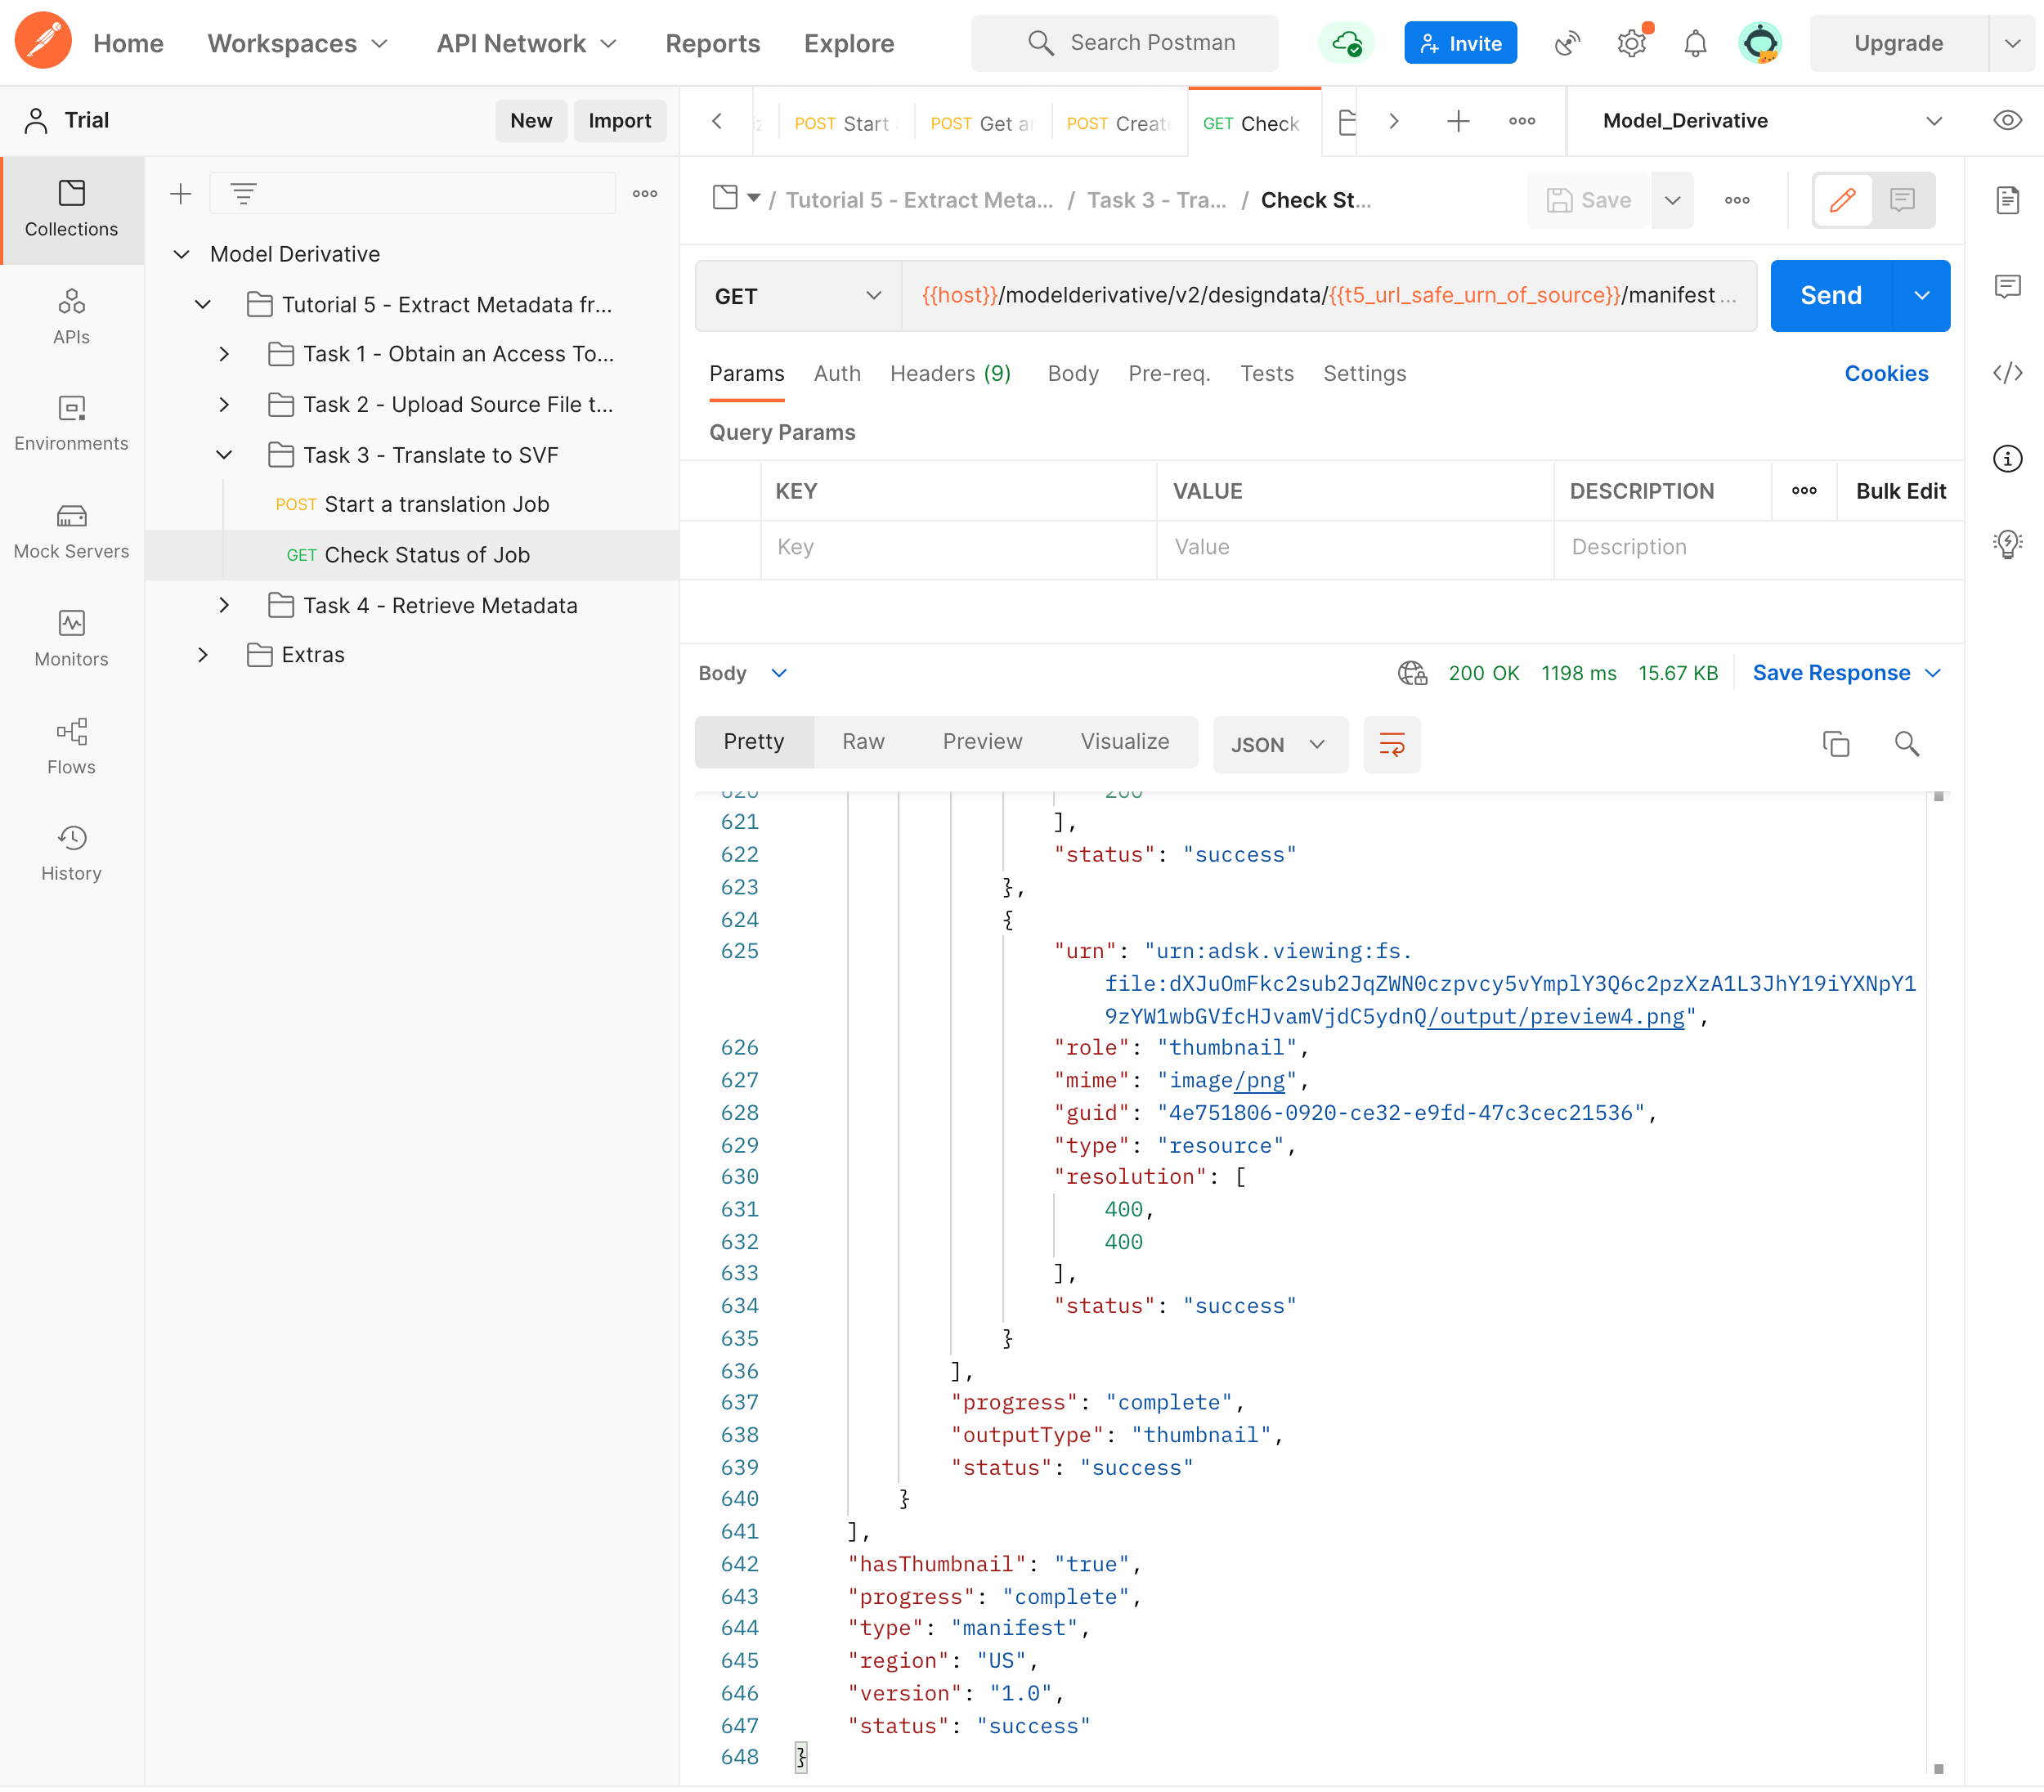 Home Workspaces API Network Reports Explore Search Postman Invite Upgrade
Trial New Import
POST Start POST Get POST Create GET Check Model_Derivative
Collections
APIs
Environments
Mock Servers
Monitors
Flows
History
Model Derivative
Tutorial 5 - Extract Metadata fr...
Task 1 - Obtain an Access To...
Task 2 - Upload Source File t...
Task 3 - Translate to SVF
POST Start a translation Job
GET Check Status of Job
Task 4 - Retrieve Metadata
Extras
/ Tutorial 5 - Extract Meta... / Task 3 - Tra... / Check St... Save
GET {{host}}/modelderivative/v2/designdata/{{t5_url_safe_urn_of_source}}/manifest ... Send
Params Auth Headers (9) Body Pre-req. Tests Settings Cookies
Query Params
KEY VALUE DESCRIPTION Bulk Edit
Key Value Description
Body 200 OK 1198 ms 15.67 KB Save Response
Pretty Raw Preview Visualize JSON
620 200
621 ],
622 "status": "success"
623 },
624 {
625 "urn": "urn:adsk.viewing:fs.
file:dXJuOmFkc2sub2JqZWN0czpvcy5vYmplY3Q6c2pzXzA1L3JhY19iYXNpY1
9zYW1wbGVfcHJvamVjdC5ydnQ/output/preview4.png",
626 "role": "thumbnail",
627 "mime": "image/png",
628 "guid": "4e751806-0920-ce32-e9fd-47c3cec21536",
629 "type": "resource",
630 "resolution": [
631 400,
632 400
633 ],
634 "status": "success"
635 }
636 ],
637 "progress": "complete",
638 "outputType": "thumbnail",
639 "status": "success"
640 }
641 ],
642 "hasThumbnail": "true",
643 "progress": "complete",
644 "type": "manifest",
645 "region": "US",
646 "version": "1.0",
647 "status": "success"
648 }